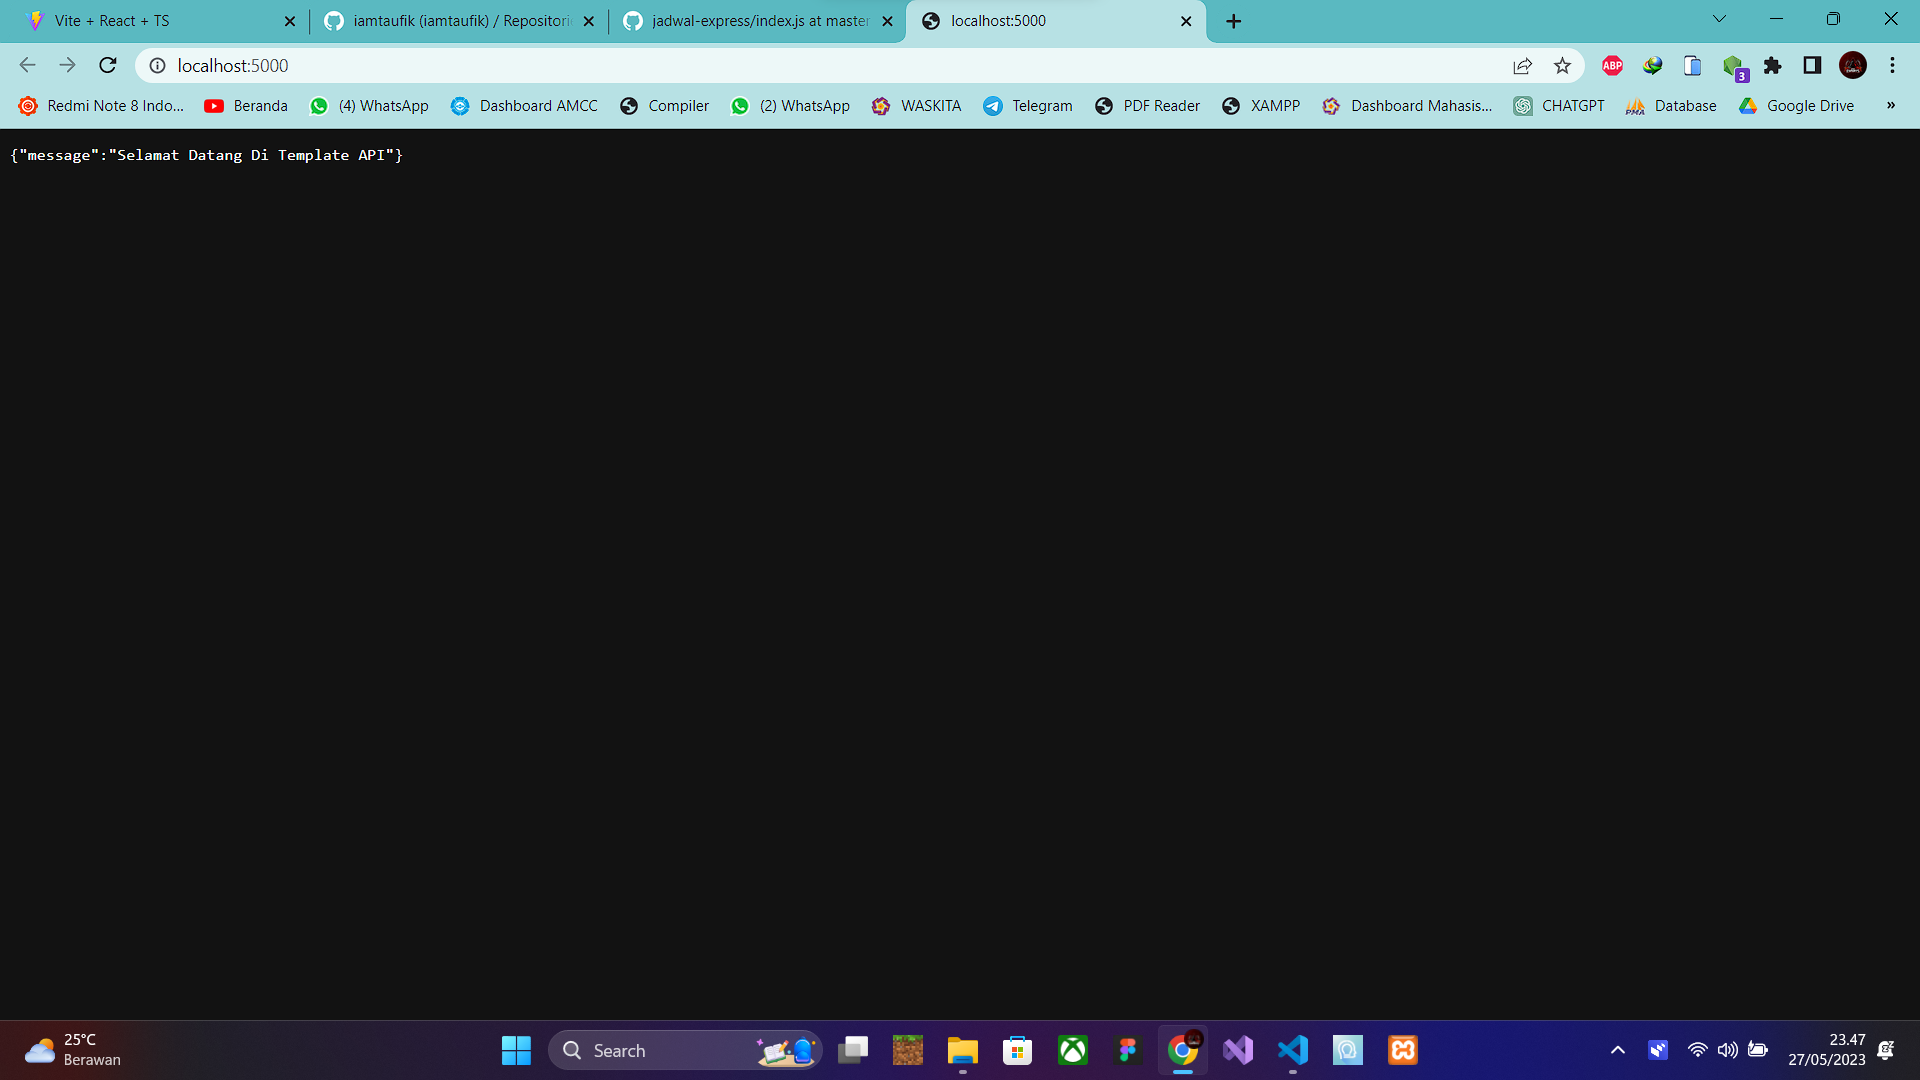 Vite + React + TS
iamtaufik (iamtaufik) / Repositori
jadwal-express/index.js at master
localhost:5000
localhost:5000
ABP
3
Redmi Note 8 Indo...
Beranda
(4) WhatsApp
Dashboard AMCC
Compiler
(2) WhatsApp
WASKITA
Telegram
PDF Reader
XAMPP
Dashboard Mahasis...
CHATGPT
PMA
Database
Google Drive
»
{"message":"Selamat Datang Di Template API"}
25°C
Berawan
Search
23.47
27/05/2023